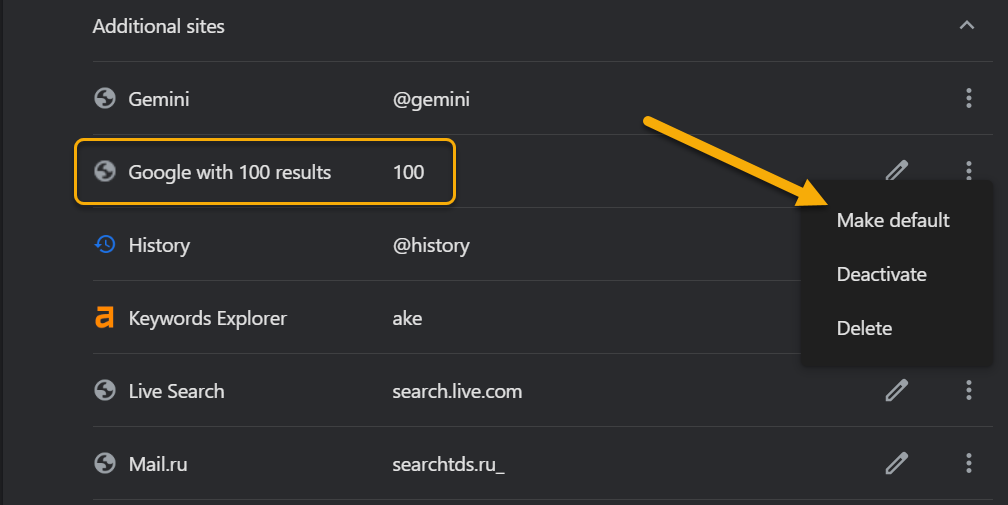 Additional sites
Gemini @gemini
Google with 100 results 100
Make default
History @history
Deactivate
Keywords Explorer ake
Delete
Live Search search.live.com
Mail.ru searchtds.ru_